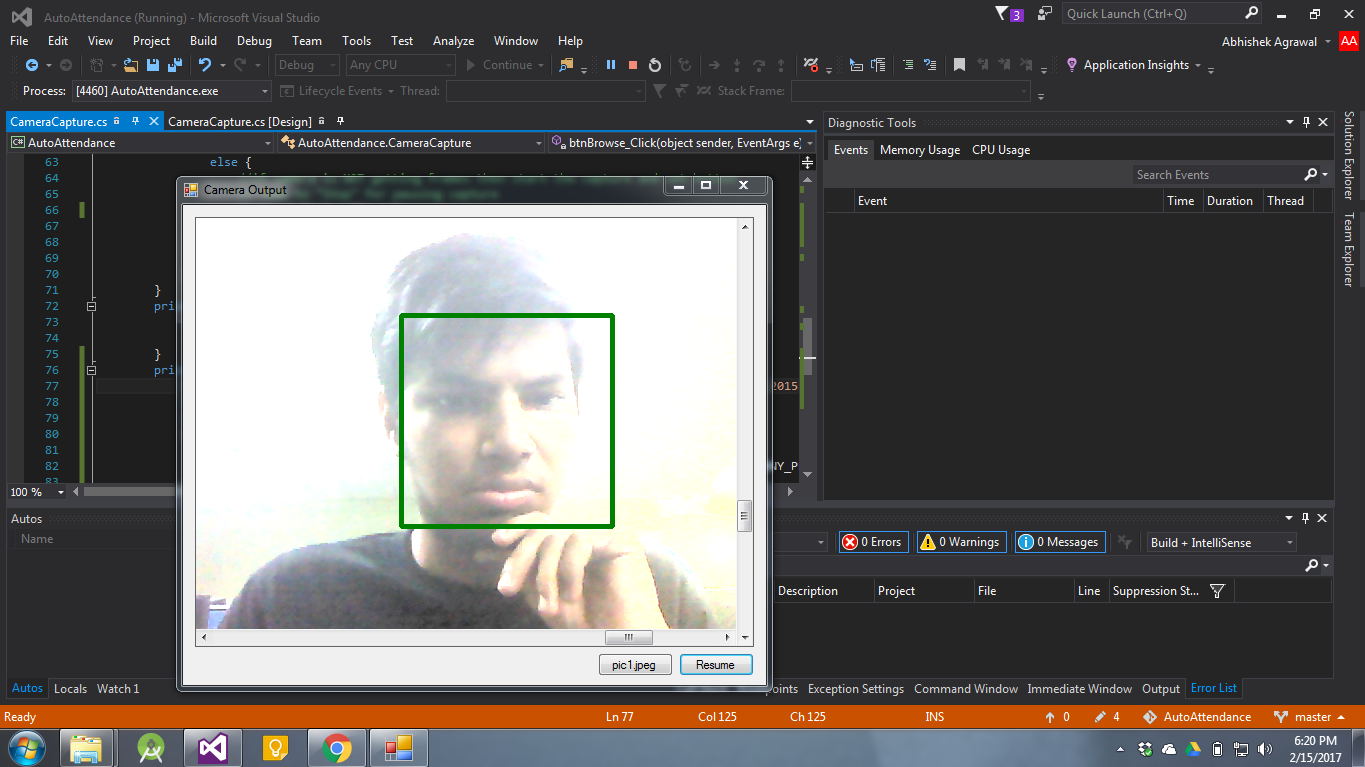 AutoAttendance (Running) - Microsoft Visual Studio
3
Quick Launch (Ctrl+Q)
File Edit View Project Build Debug Team Tools Test Analyze Window Help
Abhishek Agrawal AA
Debug Any CPU Continue Application Insights
Process: [4460] AutoAttendance.exe Lifecycle Events Thread: Stack Frame:
CameraCapture.cs CameraCapture.cs [Design]
AutoAttendance AutoAttendance.CameraCapture btnBrowse_Click(object sender, EventArgs e)
63 else {
64
65
66
67
68
69
70
71 }
72 pri
73
74
75 }
76 pri
77 2015
78
79
80
81
82 NY_P
83
100 %
Camera Output
pic1.jpeg Resume
Diagnostic Tools
Events Memory Usage CPU Usage
Search Events
Event Time Duration Thread
Solution Explorer
Team Explorer
Autos
Name
0 Errors 0 Warnings 0 Messages Build + IntelliSense
Description Project File Line Suppression St...
Autos Locals Watch 1
Exception Settings Command Window Immediate Window Output Error List
Ready Ln 77 Col 125 Ch 125 INS 0 4 AutoAttendance master
6:20 PM
2/15/2017